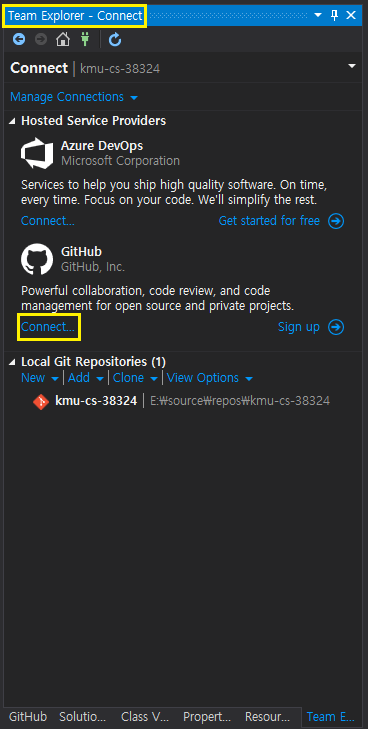 Team Explorer - Connect
Connect | kmu-cs-38324
Manage Connections
Hosted Service Providers
Azure DevOps
Microsoft Corporation
Services to help you ship high quality software. On time,
every time. Focus on your code. We'll simplify the rest.
Connect... Get started for free
GitHub
GitHub, Inc.
Powerful collaboration, code review, and code
management for open source and private projects.
Connect... Sign up
Local Git Repositories (1)
New | Add | Clone | View Options
kmu-cs-38324 | E:₩source₩repos₩kmu-cs-38324
GitHub Solutio... Class V... Propert... Resour... Team E...